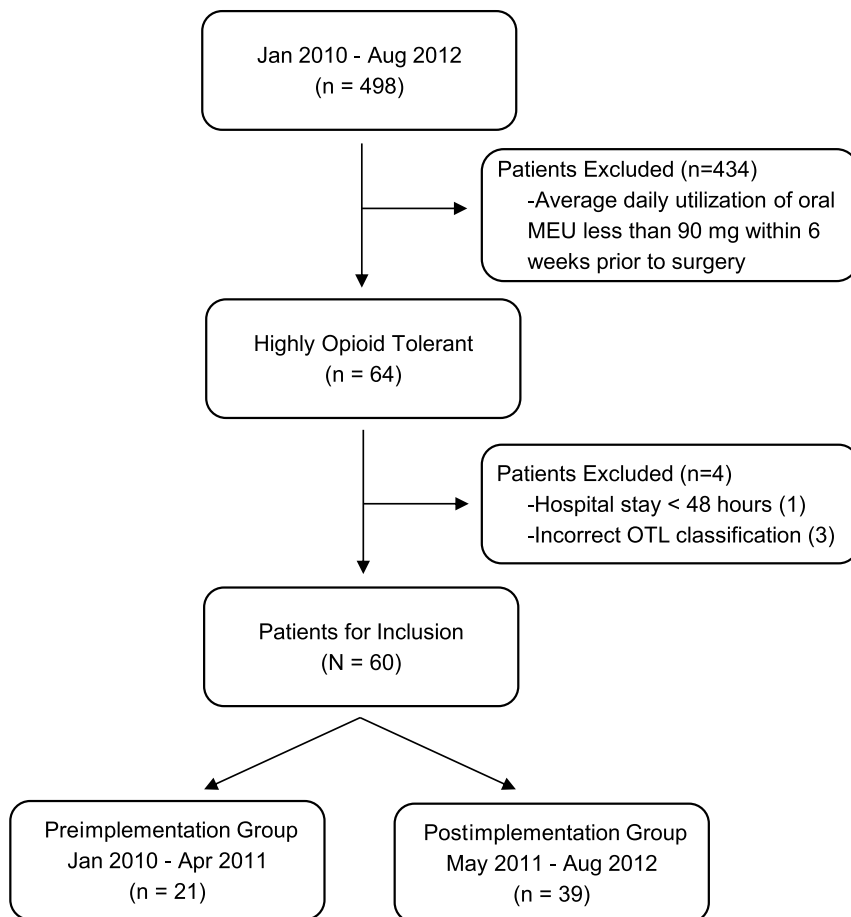 Jan 2010 - Aug 2012
(n = 498)
Patients Excluded (n=434)
-Average daily utilization of oral
MEU less than 90 mg within 6
weeks prior to surgery
Highly Opioid Tolerant
(n = 64)
Patients Excluded (n=4)
-Hospital stay < 48 hours (1)
-Incorrect OTL classification (3)
Patients for Inclusion
(N = 60)
Preimplementation Group
Jan 2010 - Apr 2011
(n = 21)
Postimplementation Group
May 2011 - Aug 2012
(n = 39)